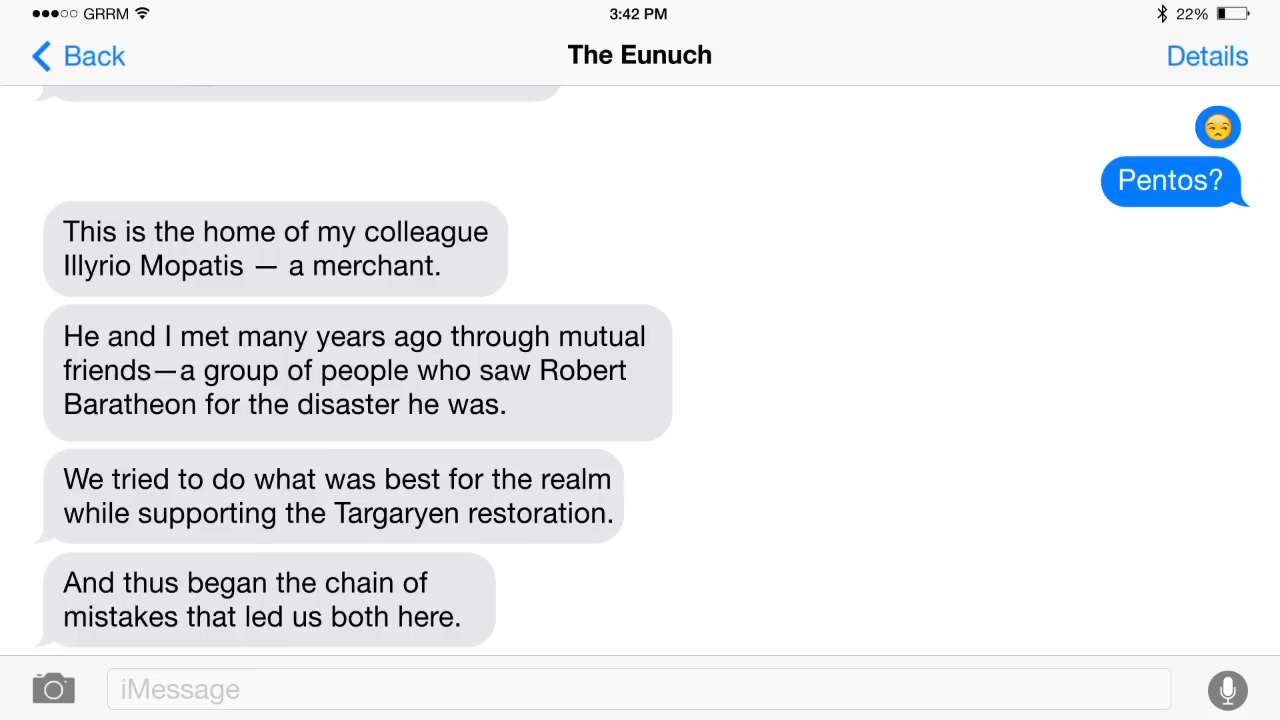 GRRM
3:42 PM
22%
Back
The Eunuch
Details
Pentos?
This is the home of my colleague
Illyrio Mopatis — a merchant.
He and I met many years ago through mutual
friends—a group of people who saw Robert
Baratheon for the disaster he was.
We tried to do what was best for the realm
while supporting the Targaryen restoration.
And thus began the chain of
mistakes that led us both here.
iMessage